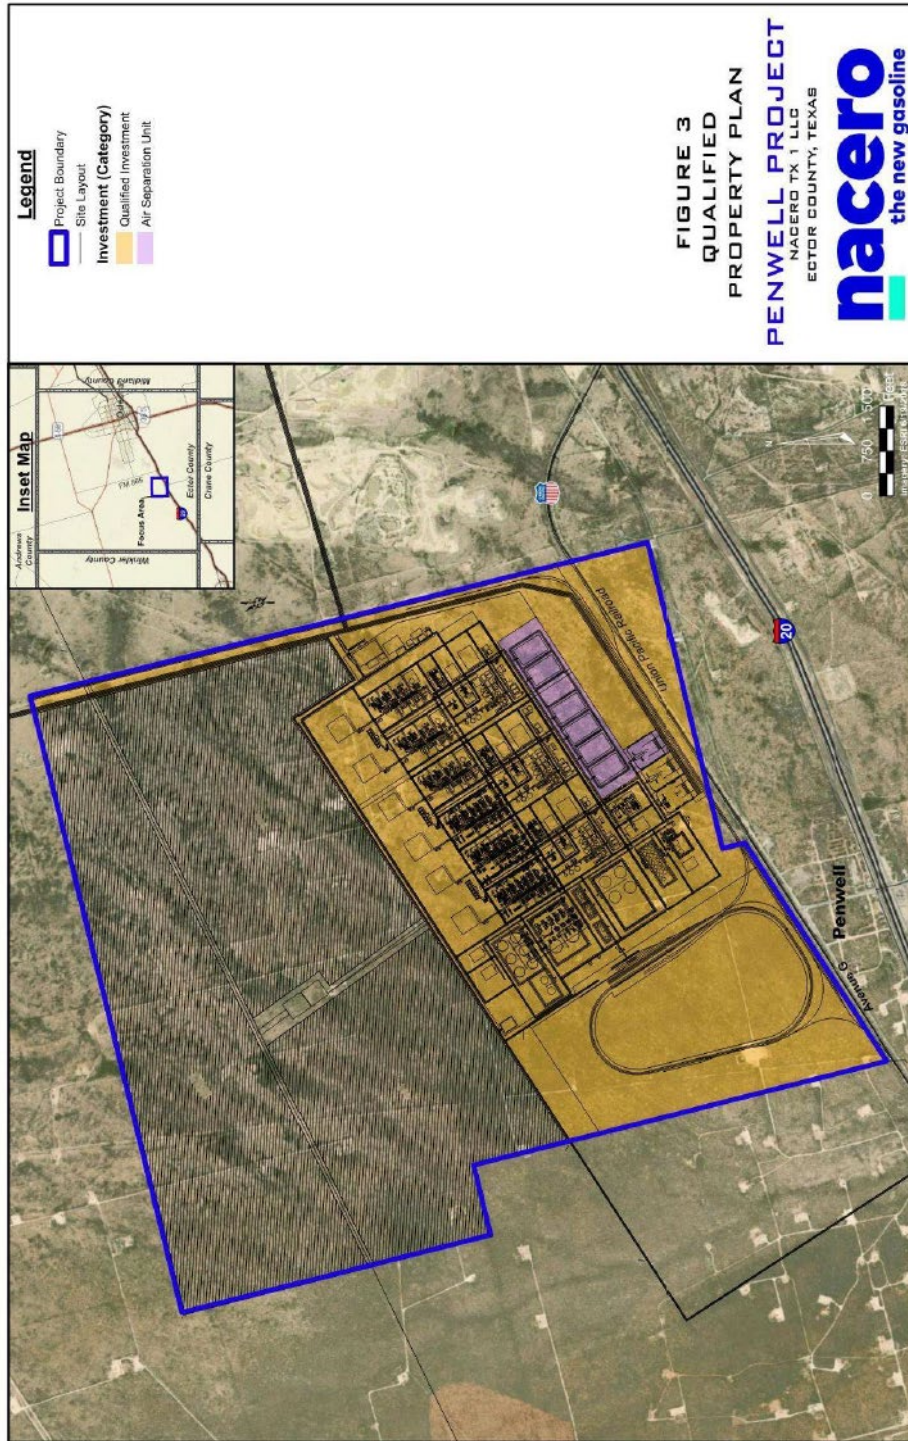 Legend
Project Boundary
Site Layout
Investment (Category)
Qualified Investment
Air Separation Unit
Inset Map
Andrews
County
Midland County
Winkler County
Focus Area
Ector County
Crane County
20
Union Pacific Railroad
20
Avenue G
Penwell
N
0 750 1,500
Feet
FIGURE 3
QUALIFIED
PROPERTY PLAN
PENWELL PROJECT
NACERO TX 1 LLC
ECTOR COUNTY, TEXAS
nacero
the new gasoline